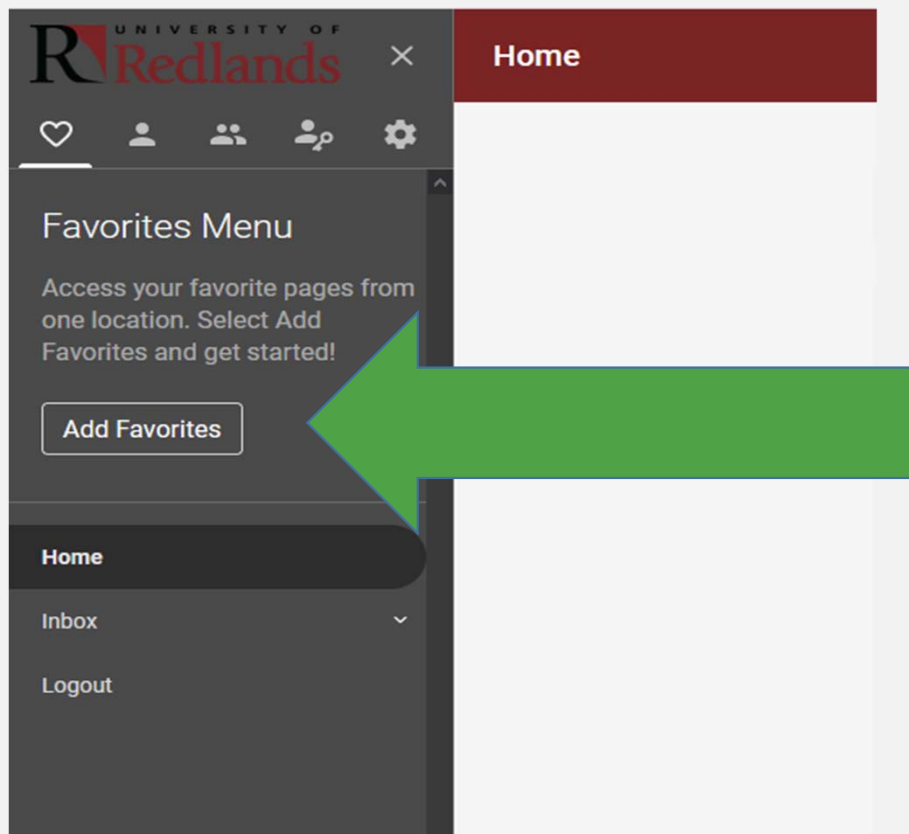 UNIVERSITY OF
R Redlands
Home
Favorites Menu
Access your favorite pages from
one location. Select Add
Favorites and get started!
Add Favorites
Home
Inbox
Logout